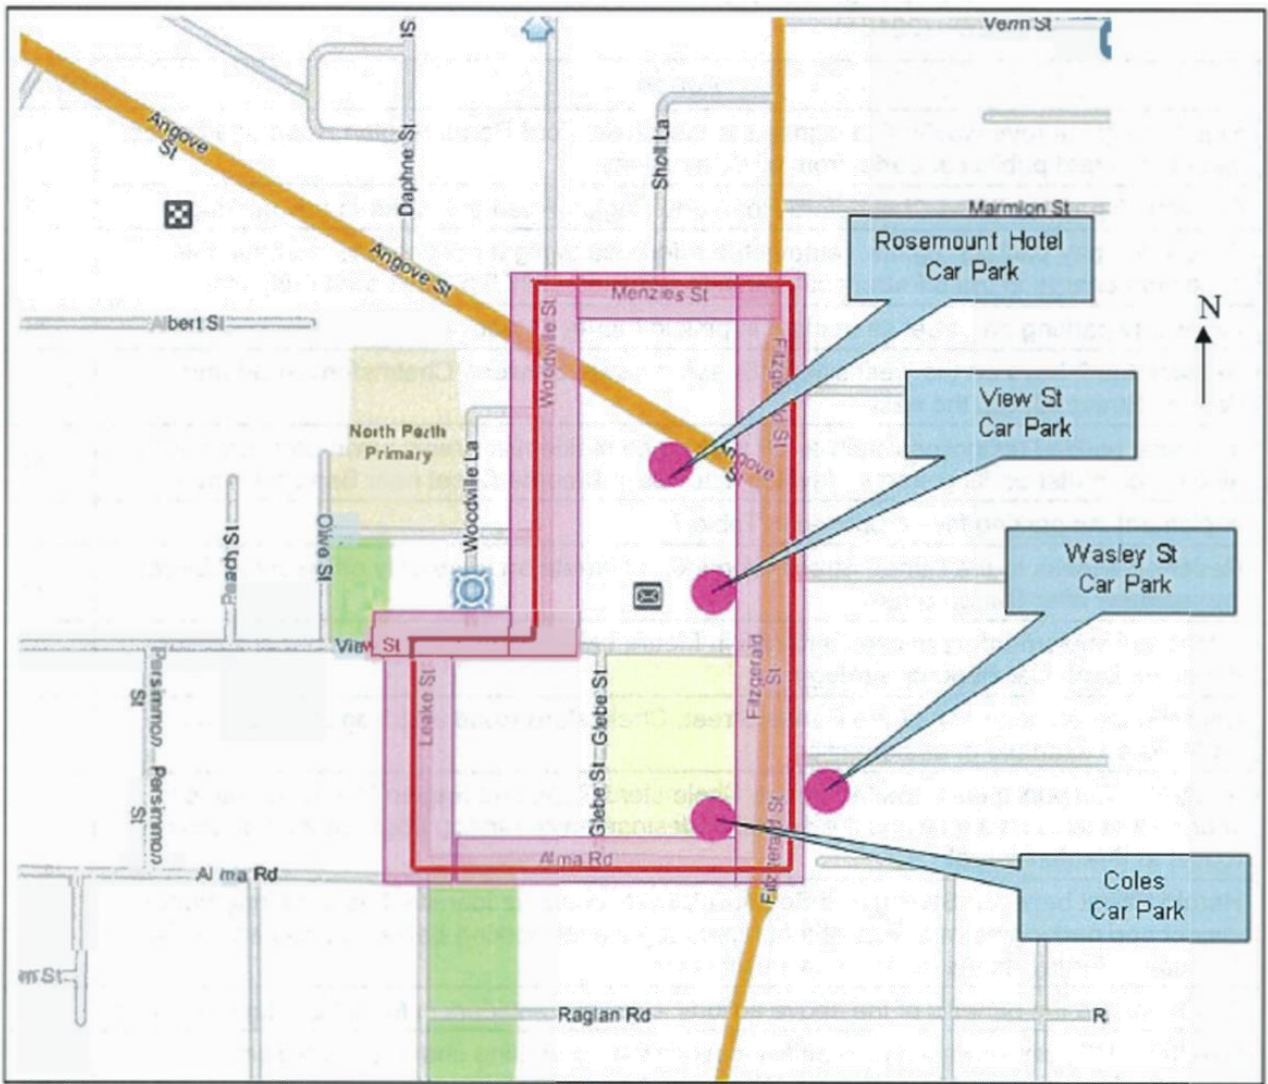 Venn St
St
Angove
St
Daphne St
Sholl La
Marmion St
Rosemount Hotel
Car Park
Angove St
Menzies St
N
Albert St
Woodville St
View St
Car Park
North Perth
Primary
Woodville La
Angove
St
Peach St
Olive St
Wasley St
Car Park
View St
Persimmon
St
Leake St
Glebe St
Fitzgerald
St
Persimmon
St
Glebe St
Fitzgerald St
Alma Rd
Alma Rd
Coles
Car Park
Raglan Rd
R